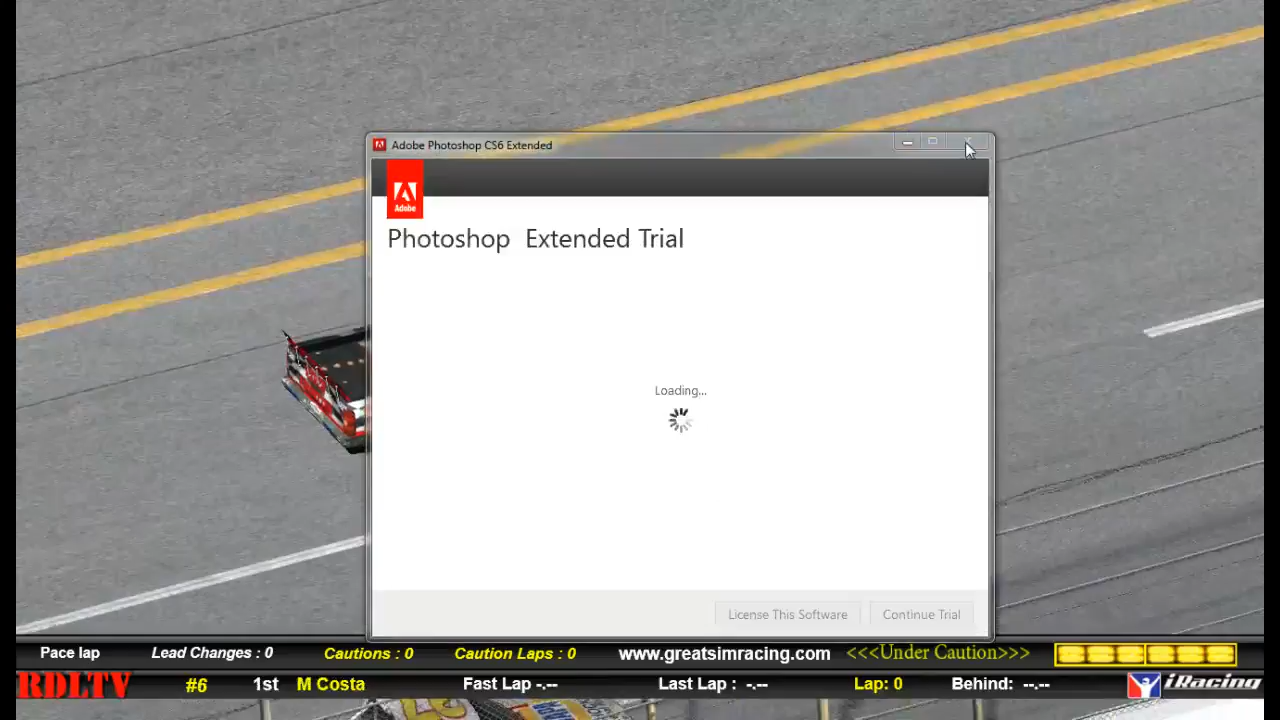 Adobe Photoshop CS6 Extended
Adobe
Photoshop Extended Trial
Loading...
License This Software Continue Trial
Pace lap Lead Changes : 0 Cautions : 0 Caution Laps : 0 www.greatsimracing.com <<<Under Caution>>>
RDLTV #6 1st M Costa Fast Lap -.-- Last Lap : -.-- Lap: 0 Behind: --.-- iRacing